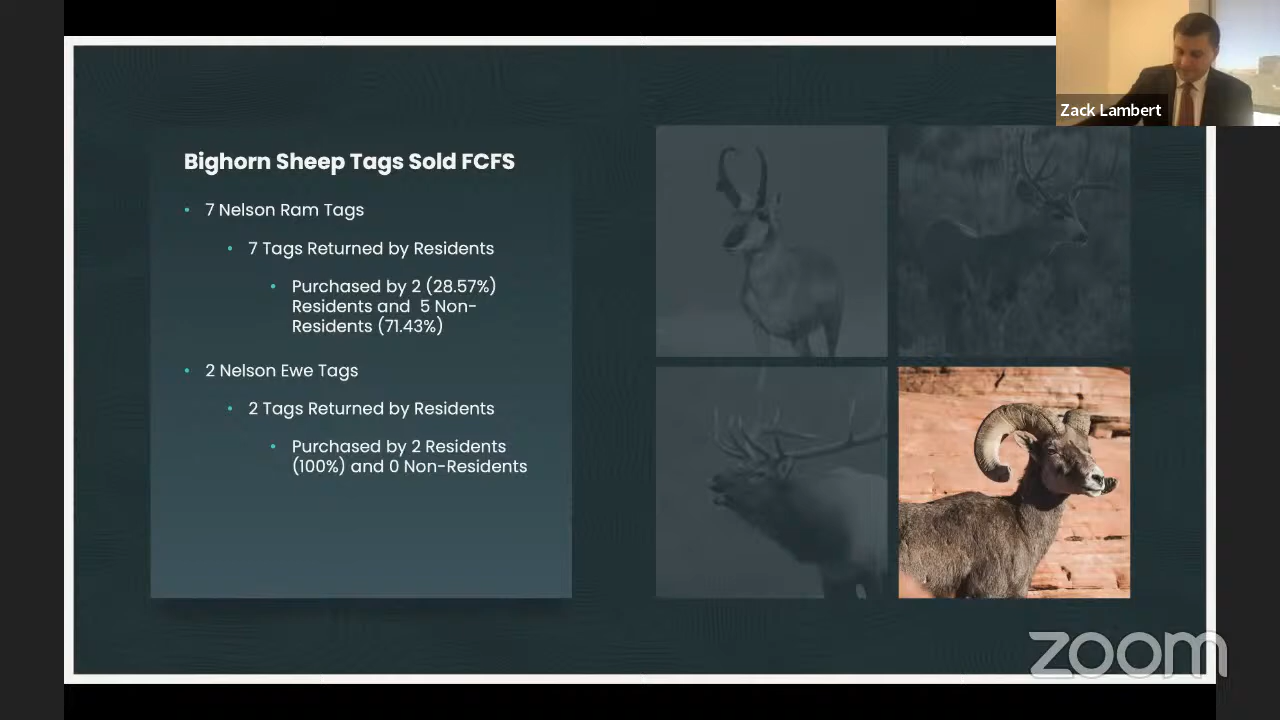 Zack Lambert
Bighorn Sheep Tags Sold FCFS
• 7 Nelson Ram Tags
• 7 Tags Returned by Residents
• Purchased by 2 (28.57%)
Residents and 5 Non-
Residents (71.43%)
• 2 Nelson Ewe Tags
• 2 Tags Returned by Residents
• Purchased by 2 Residents
(100%) and 0 Non-Residents
zoom